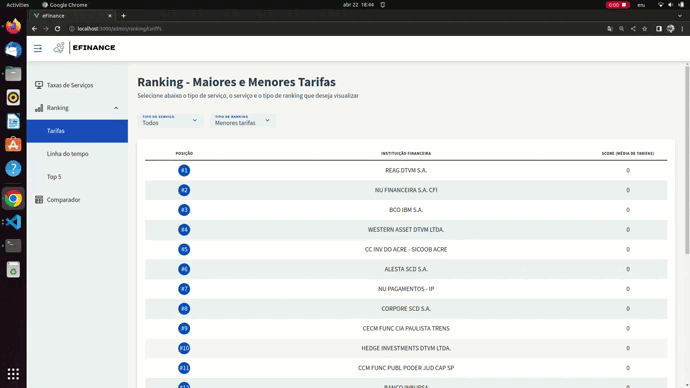 Activities
Google Chrome
abr 22 18:44
0:00
en₁
eFinance
localhost:3000/admin/ranking/tariffs
EFINANCE
Taxas de Serviços
Ranking
Tarifas
Linha do tempo
Top 5
Comparador
Ranking - Maiores e Menores Tarifas
Selecione abaixo o tipo de serviço, o serviço e o tipo de ranking que deseja visualizar
TIPO DO SERVIÇO
Todos
TIPO DE RANKING
Menores tarifas
POSIÇÃO INSTITUIÇÃO FINANCEIRA SCORE (MÉDIA DE TARIFAS)
#1 REAG DTVM S.A. 0
#2 NU FINANCEIRA S.A. CFI 0
#3 BCO IBM S.A. 0
#4 WESTERN ASSET DTVM LTDA. 0
#5 CC INV DO ACRE - SICOOB ACRE 0
#6 ALESTA SCD S.A. 0
#7 NU PAGAMENTOS - IP 0
#8 CORPORE SCD S.A. 0
#9 CECM FUNC CIA PAULISTA TRENS 0
#10 HEDGE INVESTMENTS DTVM LTDA. 0
#11 CCM FUNC PUBL PODER JUD CAP SP 0